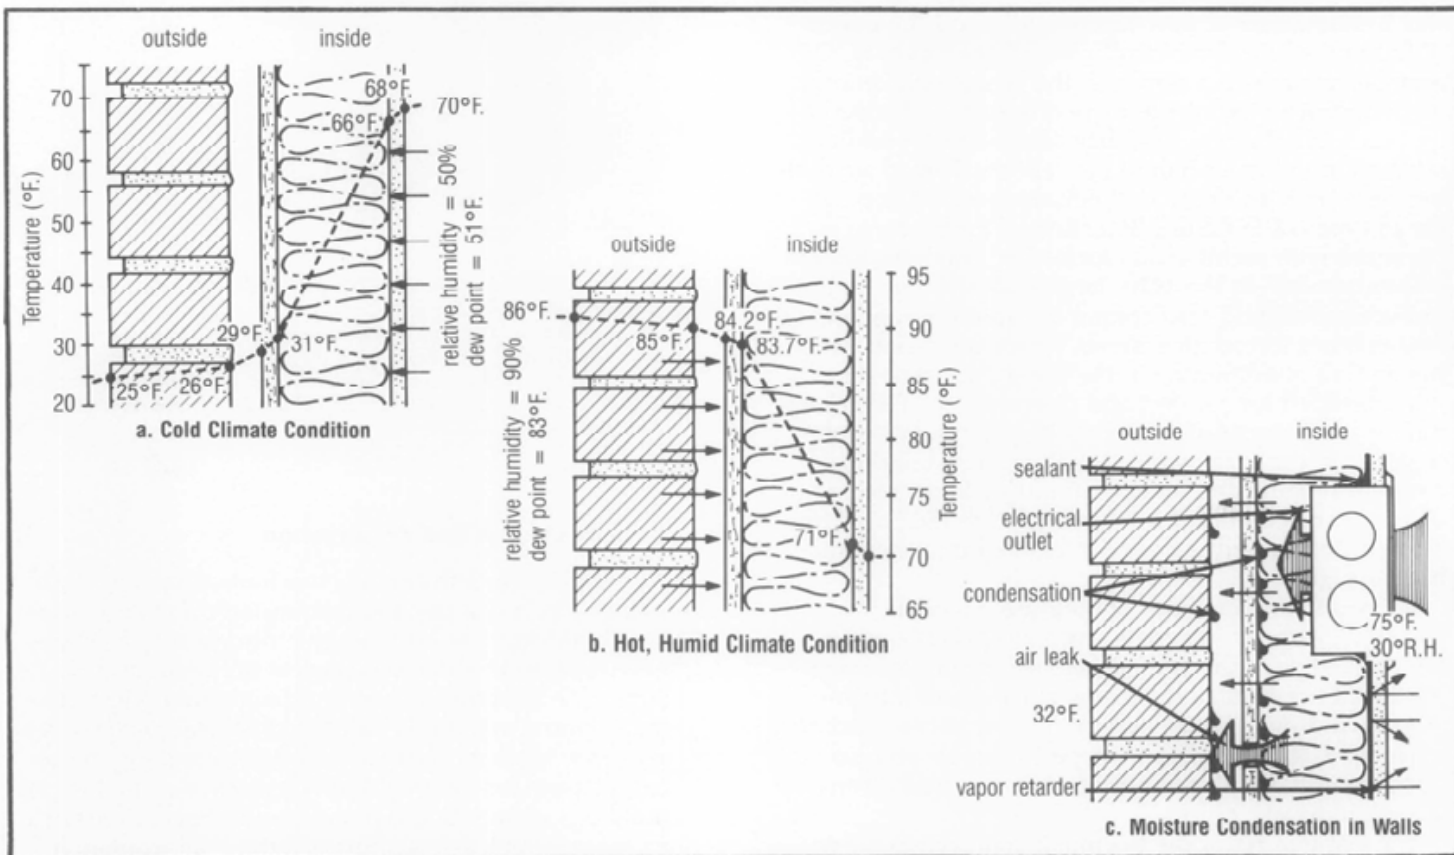 outside inside
Temperature (°F.)
70
60
50
40
30
20
68°F.
66°F.
70°F.
29°F.
31°F.
25°F.
26°F.
relative humidity = 50%
dew point = 51°F.
a. Cold Climate Condition
outside inside
relative humidity = 90%
dew point = 83°F.
86°F.
85°F.
84.2°F.
83.7°F.
71°F.
95
90
85
80
75
70
65
Temperature (°F.)
b. Hot, Humid Climate Condition
outside inside
sealant
electrical
outlet
condensation
air leak
32°F.
vapor retarder
75°F.
30°R.H.
c. Moisture Condensation in Walls